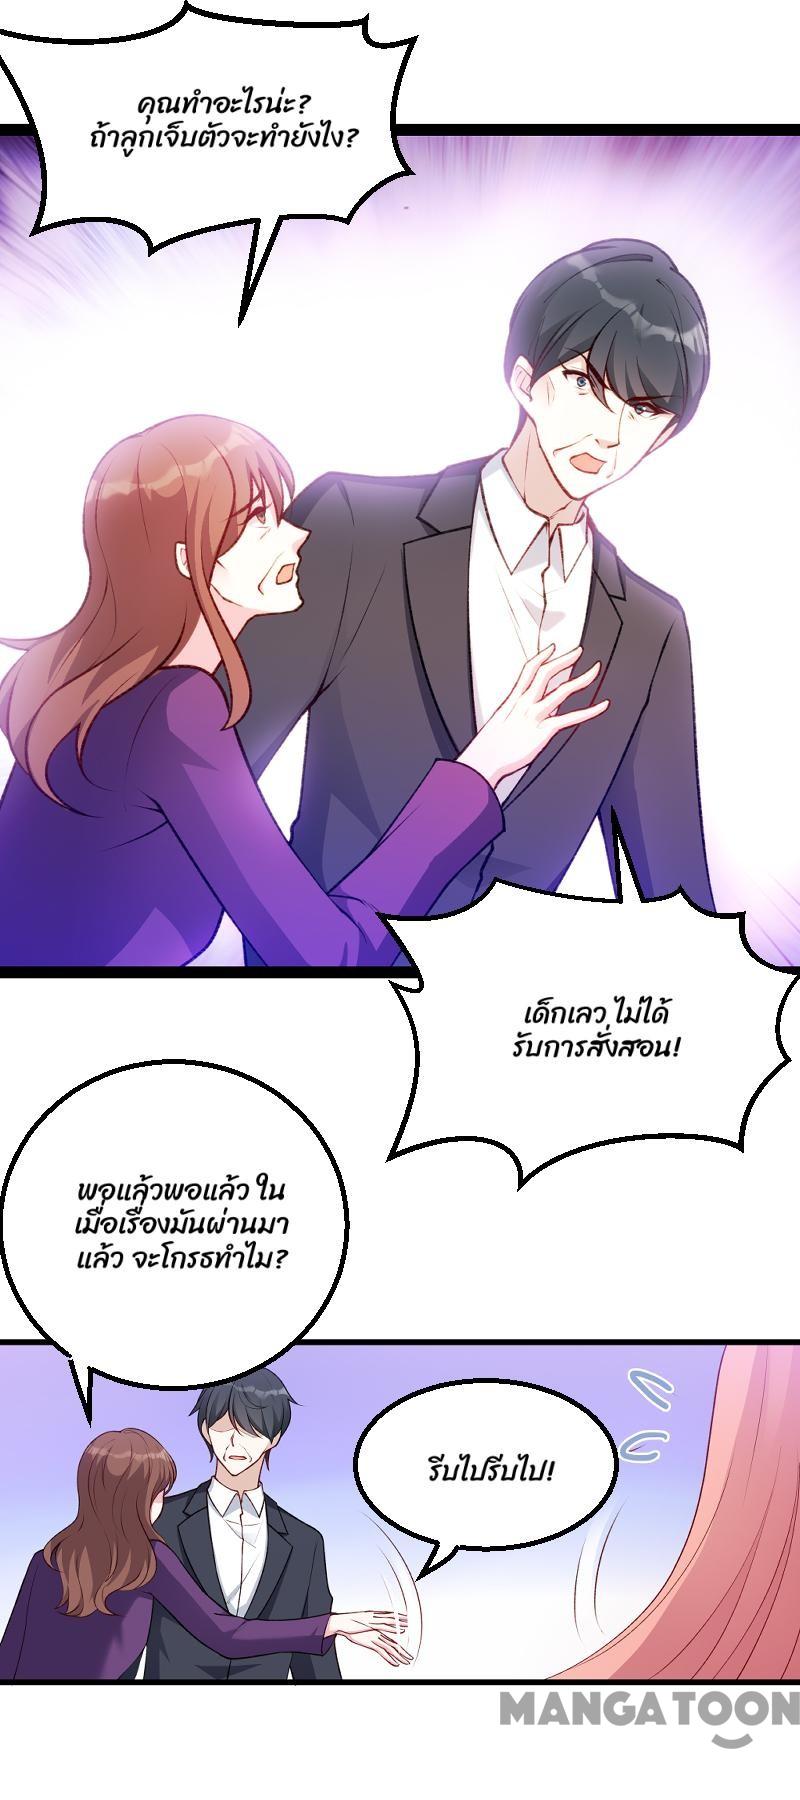 คุณทำอะไรน่ะ?
ถ้าลูกเจ็บตัวจะทำยังไง?
เด็กเลว ไม่ได้
รับการสั่งสอน!
พอแล้วพอแล้ว ใน
เมื่อเรื่องมันผ่านมา
แล้ว จะโกรธทำไม?
รีบไปรีบไป!
MANGATOON